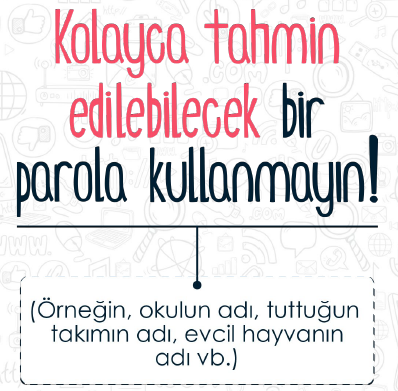 Kolayca tahmin
edilebilecek bir
parola kullanmayın!
(Örneğin, okulun adı, tuttuğun
takımın adı, evcil hayvanın
adı vb.)